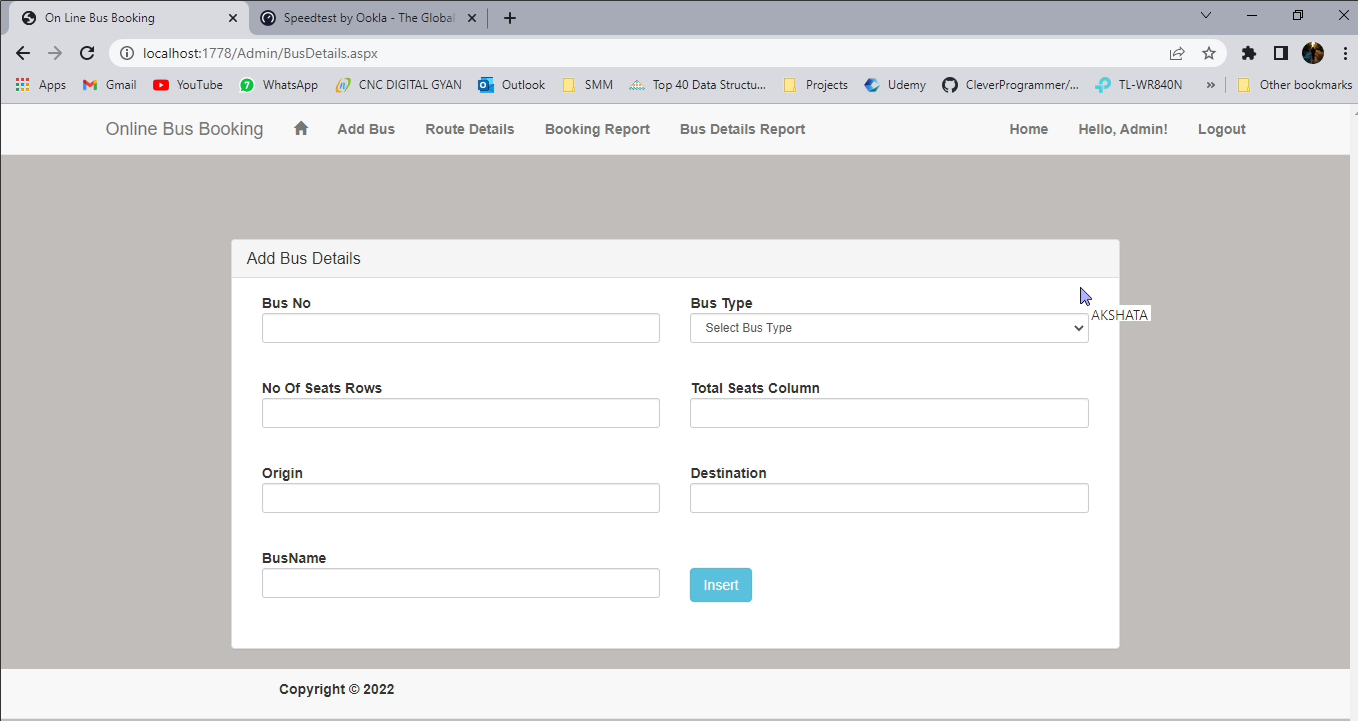 On Line Bus Booking
Speedtest by Ookla - The Global
localhost:1778/Admin/BusDetails.aspx
Apps Gmail YouTube 7 WhatsApp CNC DIGITAL GYAN Outlook SMM Top 40 Data Structu... Projects Udemy CleverProgrammer/... TL-WR840N » Other bookmarks
Online Bus Booking Add Bus Route Details Booking Report Bus Details Report Home Hello, Admin! Logout
Add Bus Details
Bus No Bus Type
Select Bus Type
AKSHATA
No Of Seats Rows Total Seats Column
Origin Destination
BusName
Insert
Copyright © 2022